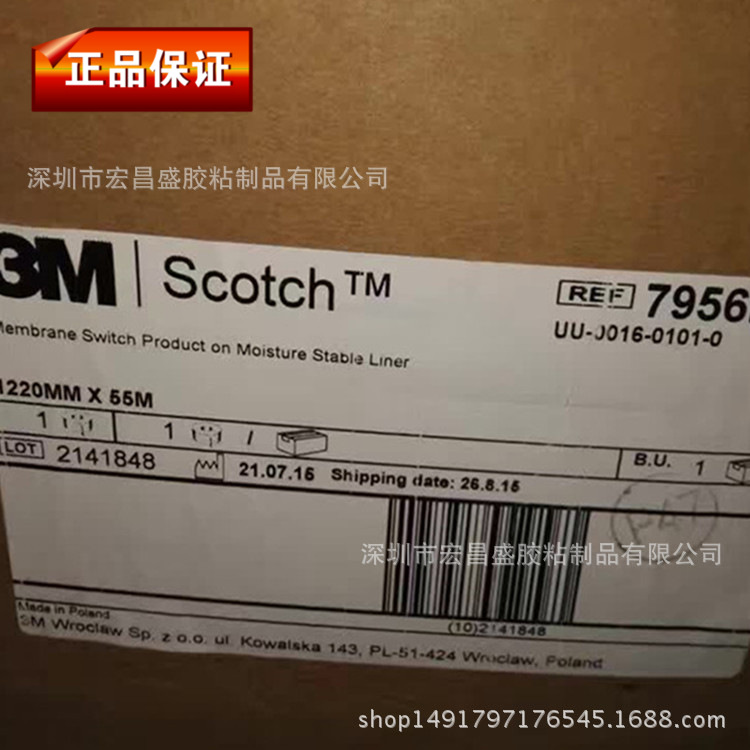 正品保证
深圳市宏昌盛胶粘制品有限公司
3M Scotch™
REF 7956
UU-0016-0101-0
Membrane Switch Product on Moisture Stable Liner
1220MM X 55M
1 1 / B.U. 1
LOT 2141848 21.07.15 Shipping date: 26.8.15
深圳市宏昌盛胶粘制品有限公司
(10)2141848
Made in Poland
3M Wroclaw Sp. z o.o. ul. Kowalska 143, PL-51-424 Wroclaw, Poland
shop1491797176545.1688.com